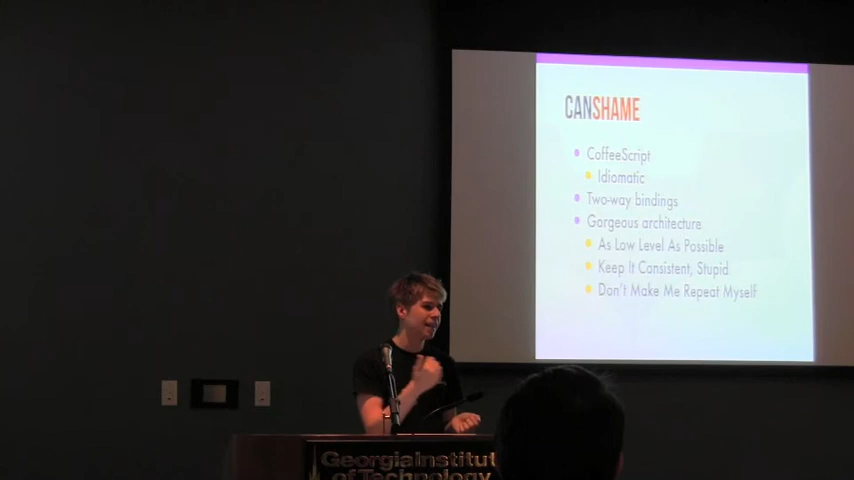 CANSHAME
CoffeeScript
Idiomatic
Two-way bindings
Gorgeous architecture
As Low Level As Possible
Keep It Consistent, Stupid
Don't Make Me Repeat Myself
Georgia Institut
of Technology